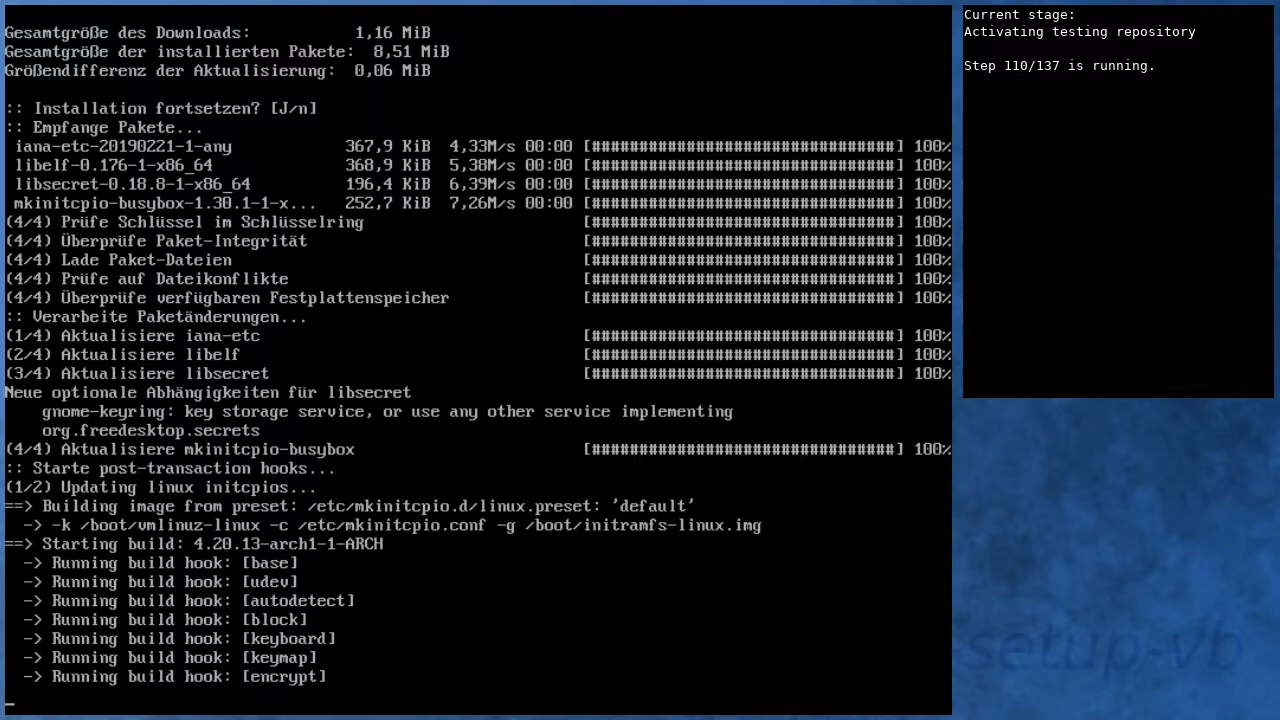 Gesamtgröße des Downloads:           1,16 MiB
Gesamtgröße der installierten Pakete:  8,51 MiB
Größendifferenz der Aktualisierung:  0,06 MiB
:: Installation fortsetzen? [J/n]
:: Empfange Pakete...
iana-etc-20190221-1-any            367,9 KiB  4,33M/s 00:00 [################################] 100%
libelf-0.176-1-x86_64              368,9 KiB  5,38M/s 00:00 [################################] 100%
libsecret-0.18.8-1-x86_64          196,4 KiB  6,39M/s 00:00 [################################] 100%
mkinitcpio-busybox-1.30.1-1-x...   252,7 KiB  7,26M/s 00:00 [################################] 100%
(4/4) Prüfe Schlüssel im Schlüsselring                       [################################] 100%
(4/4) Überprüfe Paket-Integrität                             [################################] 100%
(4/4) Lade Paket-Dateien                                     [################################] 100%
(4/4) Prüfe auf Dateikonflikte                               [################################] 100%
(4/4) Überprüfe verfügbaren Festplattenspeicher              [################################] 100%
:: Verarbeite Paketänderungen...
(1/4) Aktualisiere iana-etc                                  [################################] 100%
(2/4) Aktualisiere libelf                                    [################################] 100%
(3/4) Aktualisiere libsecret                                 [################################] 100%
Neue optionale Abhängigkeiten für libsecret
gnome-keyring: key storage service, or use any other service implementing
org.freedesktop.secrets
(4/4) Aktualisiere mkinitcpio-busybox                        [################################] 100%
:: Starte post-transaction hooks...
(1/2) Updating linux initcpios...
==> Building image from preset: /etc/mkinitcpio.d/linux.preset: 'default'
-> -k /boot/vmlinuz-linux -c /etc/mkinitcpio.conf -g /boot/initramfs-linux.img
==> Starting build: 4.20.13-arch1-1-ARCH
-> Running build hook: [base]
-> Running build hook: [udev]
-> Running build hook: [autodetect]
-> Running build hook: [block]
-> Running build hook: [keyboard]
-> Running build hook: [keymap]
-> Running build hook: [encrypt]
_
Current stage:
Activating testing repository
Step 110/137 is running.
-setup-vb